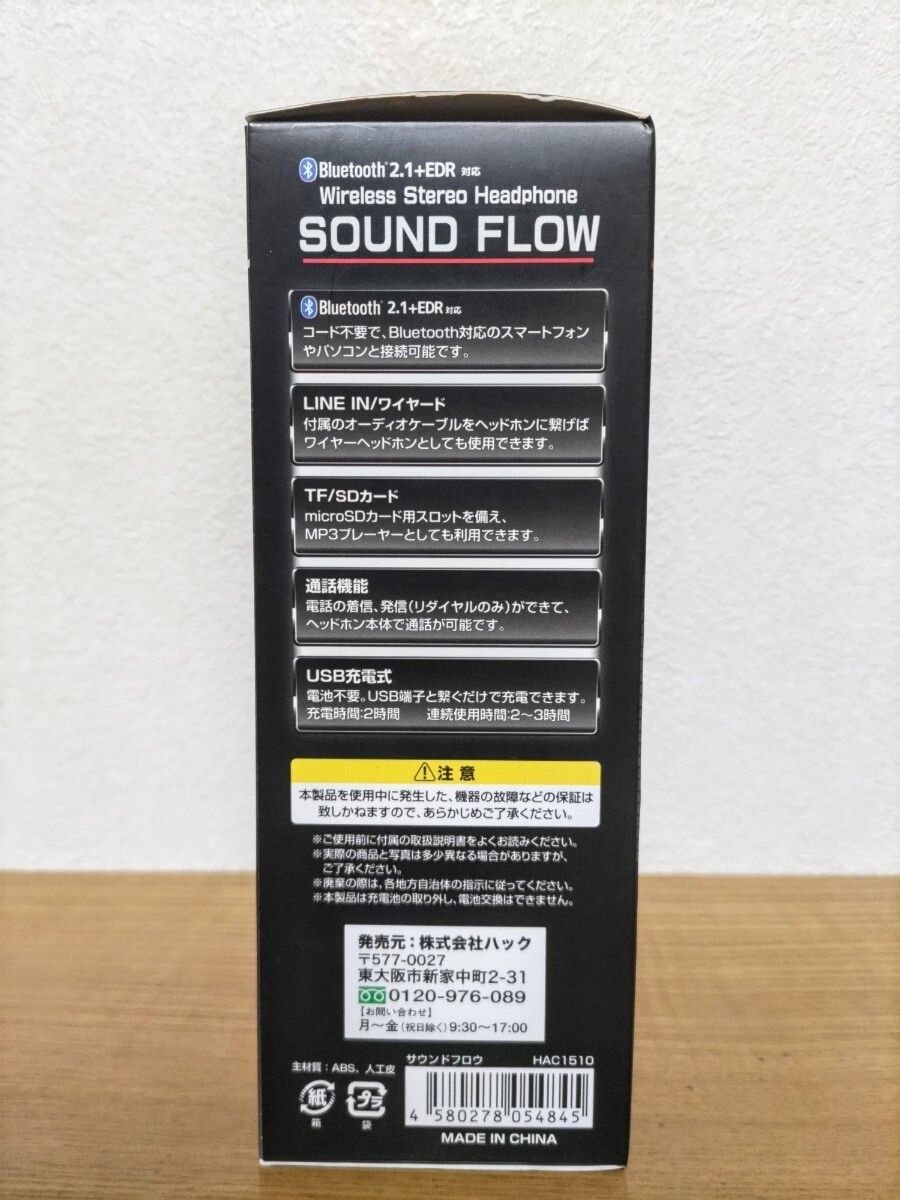 Bluetooth™ 2.1+EDR 対応
Wireless Stereo Headphone
SOUND FLOW
Bluetooth™ 2.1+EDR 対応
コード不要で、Bluetooth対応のスマートフォン
やパソコンと接続可能です。
LINE IN/ワイヤード
付属のオーディオケーブルをヘッドホンに繋げば
ワイヤーヘッドホンとしても使用できます。
TF/SDカード
microSDカード用スロットを備え、
MP3プレーヤーとしても利用できます。
通話機能
電話の着信、発信(リダイヤルのみ)ができて、
ヘッドホン本体で通話が可能です。
USB充電式
電池不要。USB端子と繋ぐだけで充電できます。
充電時間:2時間 連続使用時間:2〜3時間
注意
本製品を使用中に発生した、機器の故障などの保証は
致しかねますので、あらかじめご了承ください。
※ご使用前に付属の取扱説明書をよくお読みください。
※実際の商品と写真は多少異なる場合がありますが、
ご了承ください。
※廃棄の際は、各地方自治体の指示に従ってください。
※本製品は充電池の取り外し、電池交換はできません。
発売元:株式会社ハック
〒577-0027
東大阪市新家中町2-31
0120-976-089
【お問い合わせ】
月〜金(祝日除く)9:30〜17:00
主材質:ABS、人工皮
紙
箱
プラ
袋
サウンドフロウ HAC1510
4 580278 054845
MADE IN CHINA